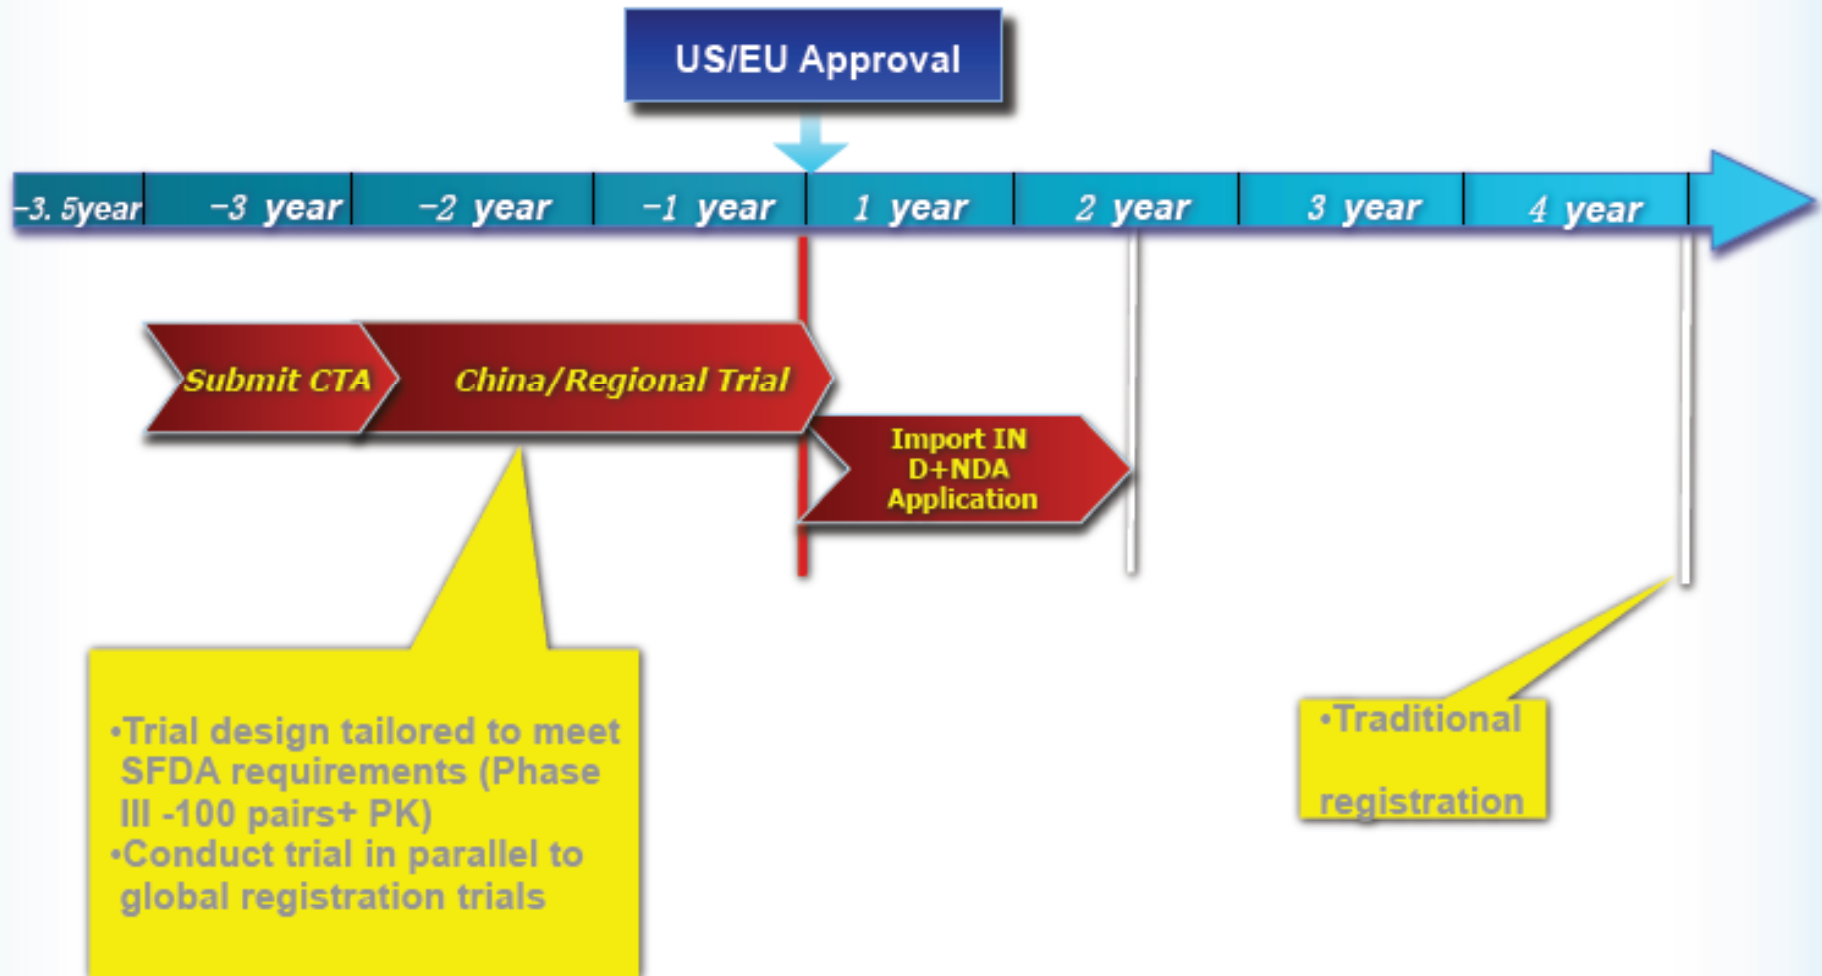 US/EU Approval
-3.5year
-3 year
-2 year
-1 year
1 year
2 year
3 year
4 year
Submit CTA
China/Regional Trial
Import IN
D+NDA
Application
•Trial design tailored to meet
SFDA requirements (Phase
III -100 pairs+ PK)
•Conduct trial in parallel to
global registration trials
•Traditional
registration